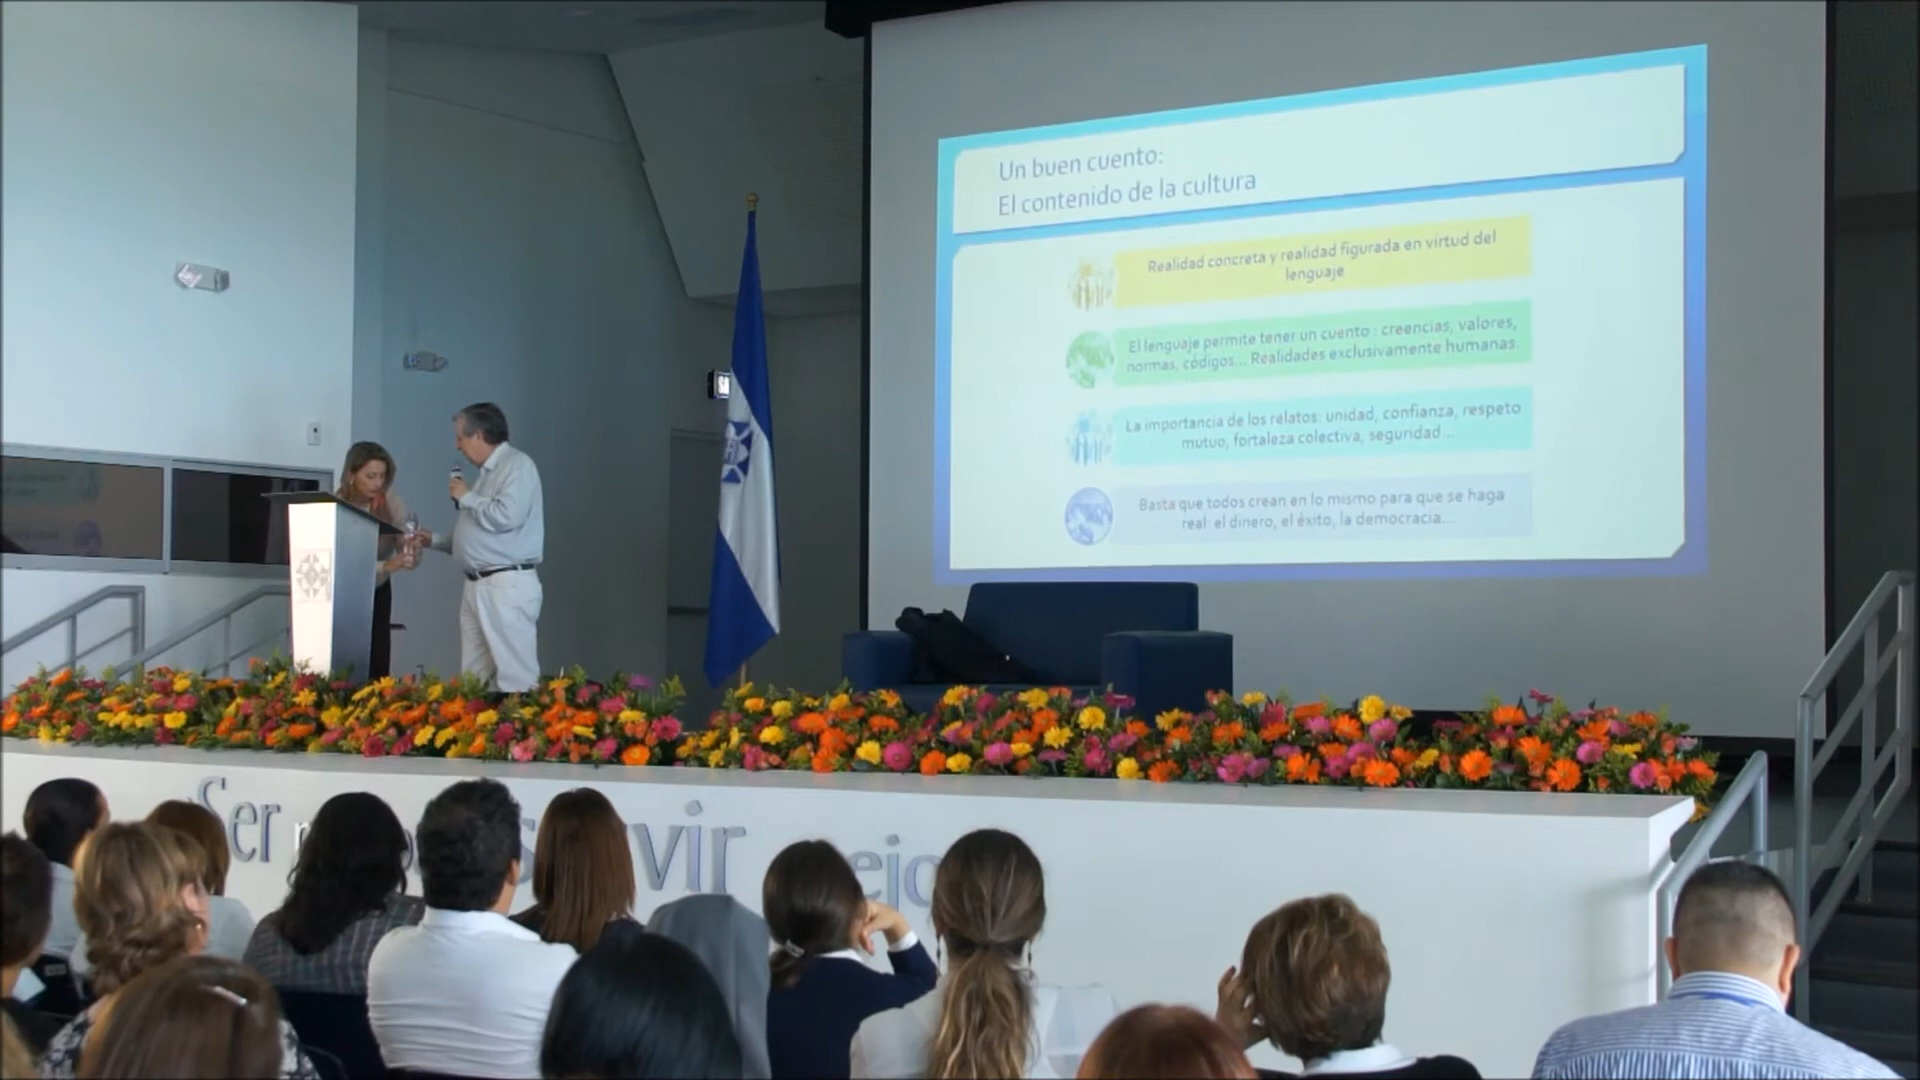 Un buen cuento:
El contenido de la cultura
Realidad concreta y realidad figurada en virtud del
lenguaje
El lenguaje permite tener un cuento : creencias, valores,
normas, códigos... Realidades exclusivamente humanas
La importancia de los relatos: unidad, confianza, respeto
mutuo, fortaleza colectiva, seguridad...
Basta que todos crean en lo mismo para que se haga
real: el dinero, el éxito, la democracia...
Ser
vir
ejo